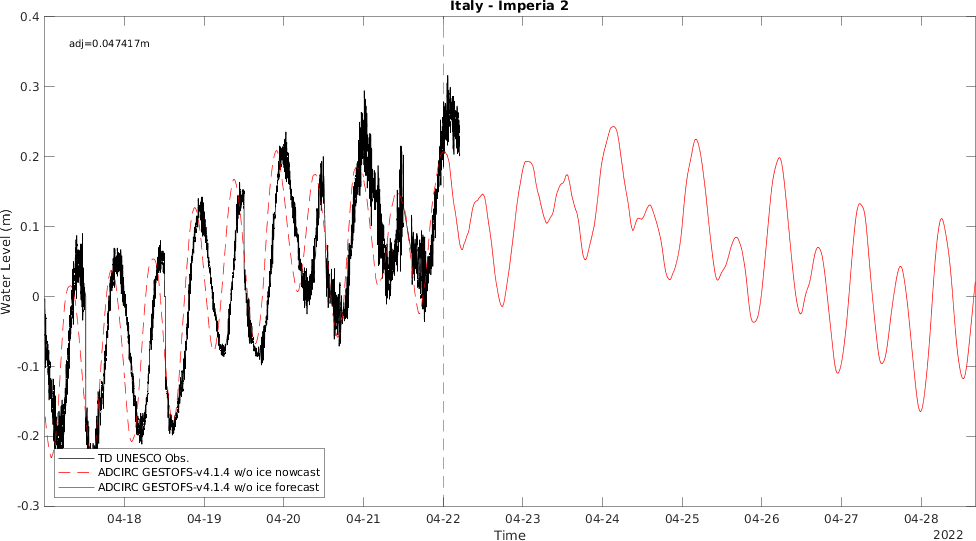 Italy - Imperia 2
adj=0.047417m
0.4
0.3
0.2
0.1
0
-0.1
-0.2
-0.3
Water Level (m)
TD UNESCO Obs.
ADCIRC GESTOFS-v4.1.4 w/o ice nowcast
ADCIRC GESTOFS-v4.1.4 w/o ice forecast
04-18 04-19 04-20 04-21 04-22 04-23 04-24 04-25 04-26 04-27 04-28
Time
2022